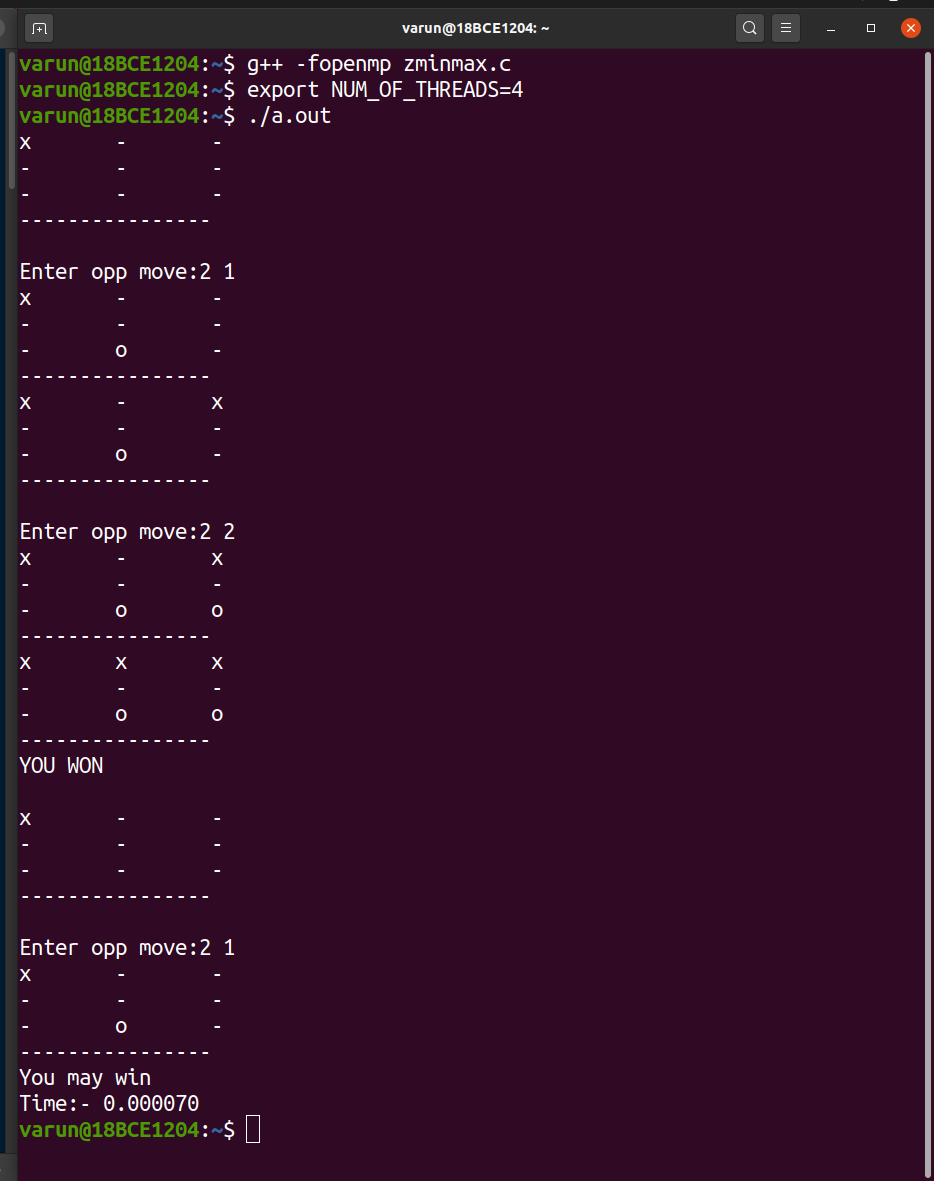 varun@18BCE1204: ~
varun@18BCE1204:~$ g++ -fopenmp zminmax.c
varun@18BCE1204:~$ export NUM_OF_THREADS=4
varun@18BCE1204:~$ ./a.out
x - -
- - -
- - -
----------------
Enter opp move:2 1
x - -
- - -
- o -
----------------
x - x
- - -
- o -
----------------
Enter opp move:2 2
x - x
- - -
- o o
----------------
x x x
- - -
- o o
----------------
YOU WON
x - -
- - -
- - -
----------------
Enter opp move:2 1
x - -
- - -
- o -
----------------
You may win
Time:- 0.000070
varun@18BCE1204:~$